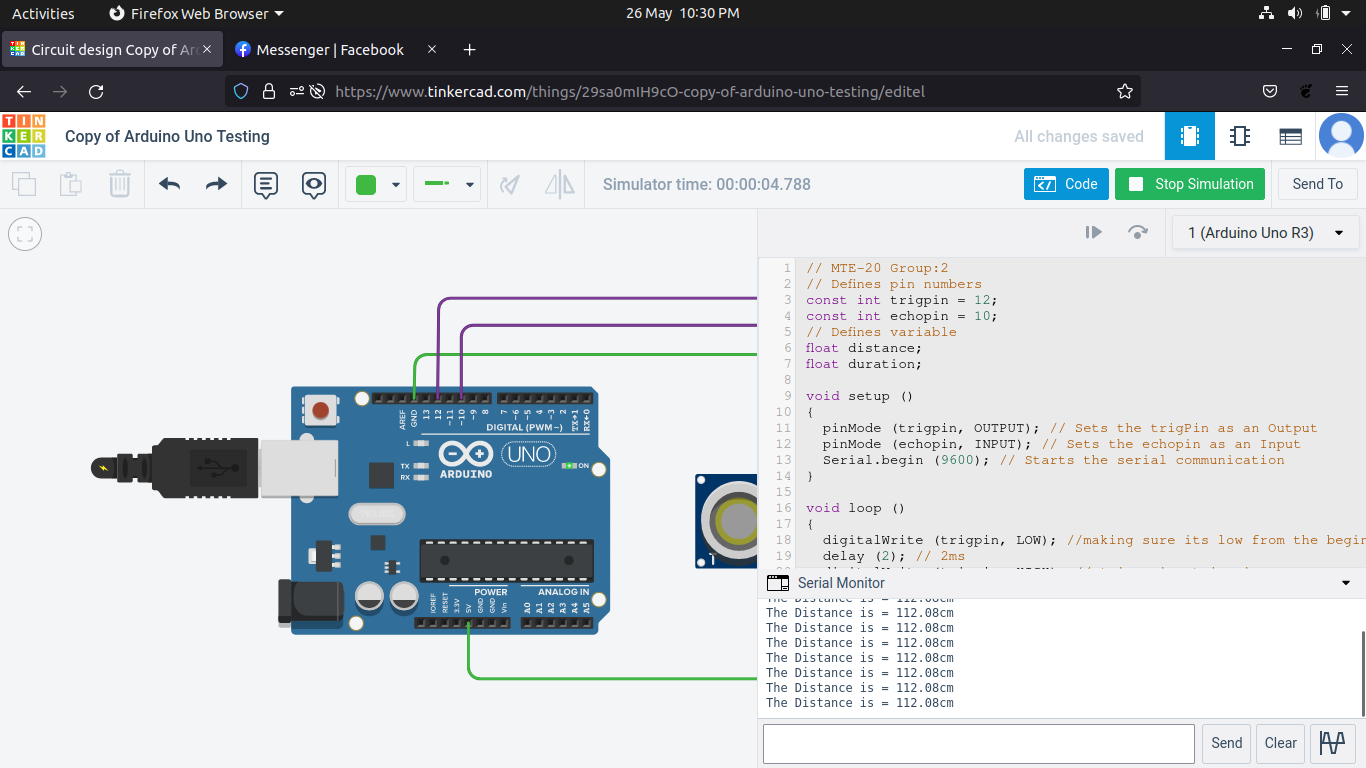 Activities
Firefox Web Browser
26 May 10:30 PM
Circuit design Copy of Ar
Messenger | Facebook
https://www.tinkercad.com/things/29sa0mIH9cO-copy-of-arduino-uno-testing/editel
TIN
KER
CAD
Copy of Arduino Uno Testing
All changes saved
Simulator time: 00:00:04.788
Code
Stop Simulation
Send To
1 (Arduino Uno R3)
AREF
GND
13
12
~11
~10
~9
8
7
~6
~5
4
~3
2
TX→1
RX←0
DIGITAL (PWM~)
L
TX
RX
ARDUINO
UNO
ON
POWER
ANALOG IN
IOREF
RESET
3.3V
5V
GND
GND
Vin
A0
A1
A2
A3
A4
A5
T
1 // MTE-20 Group:2
2 // Defines pin numbers
3 const int trigpin = 12;
4 const int echopin = 10;
5 // Defines variable
6 float distance;
7 float duration;
8
9 void setup ()
10 {
11 pinMode (trigpin, OUTPUT); // Sets the trigPin as an Output
12 pinMode (echopin, INPUT); // Sets the echopin as an Input
13 Serial.begin (9600); // Starts the serial communication
14 }
15
16 void loop ()
17 {
18 digitalWrite (trigpin, LOW); //making sure its low from the begin
19 delay (2); // 2ms
Serial Monitor
The Distance is = 112.08cm
The Distance is = 112.08cm
The Distance is = 112.08cm
The Distance is = 112.08cm
The Distance is = 112.08cm
The Distance is = 112.08cm
The Distance is = 112.08cm
The Distance is = 112.08cm
Send
Clear